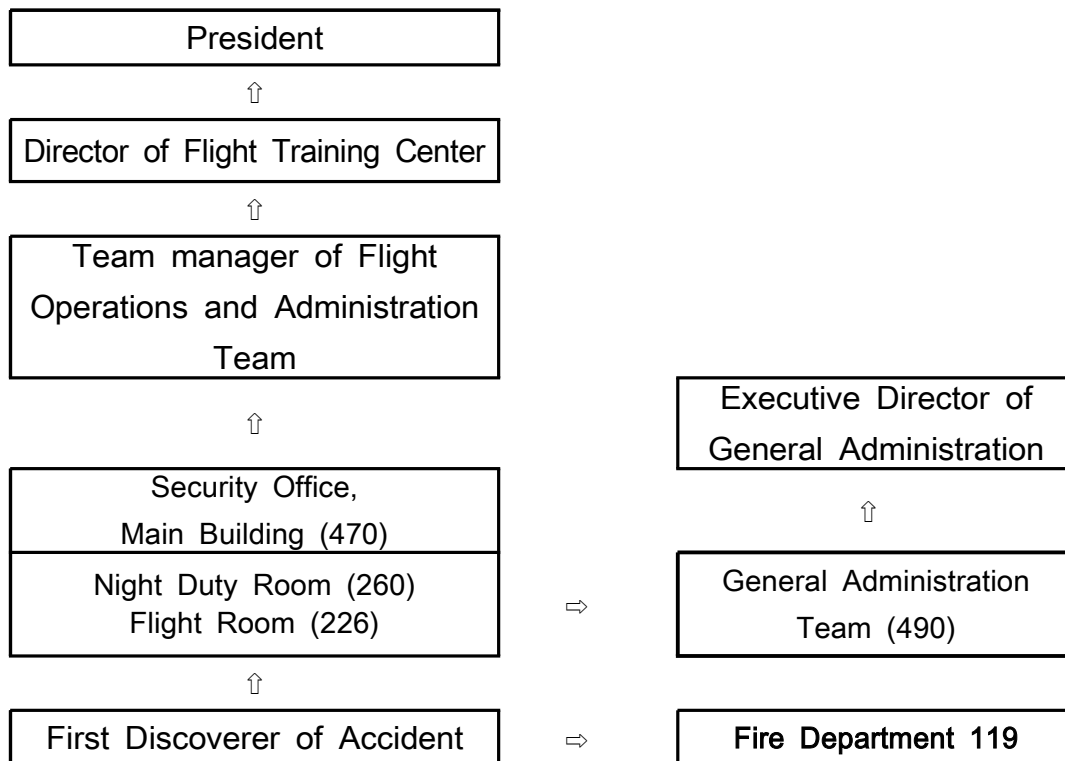 President
⇧
Director of Flight Training Center
⇧
Team manager of Flight
Operations and Administration
Team
⇧
Security Office,
Main Building (470)
Night Duty Room (260)
Flight Room (226)
⇧
First Discoverer of Accident
⇨
Executive Director of
General Administration
⇧
⇨
General Administration
Team (490)
Fire Department 119